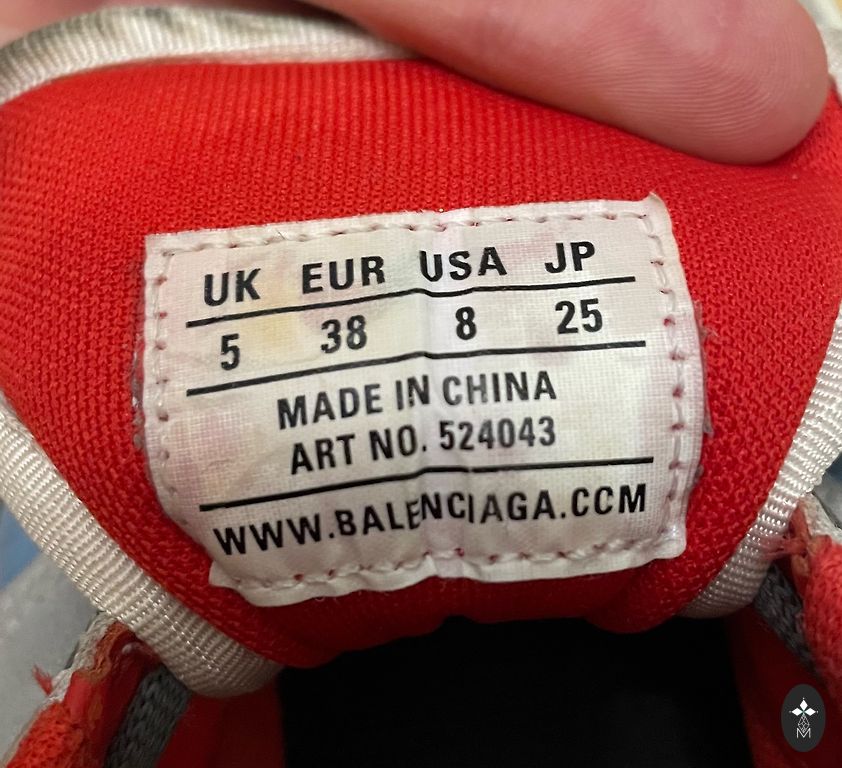 UK EUR USA JP
5 38 8 25
MADE IN CHINA
ART NO. 524043
WWW.BALENCIAGA.CCM